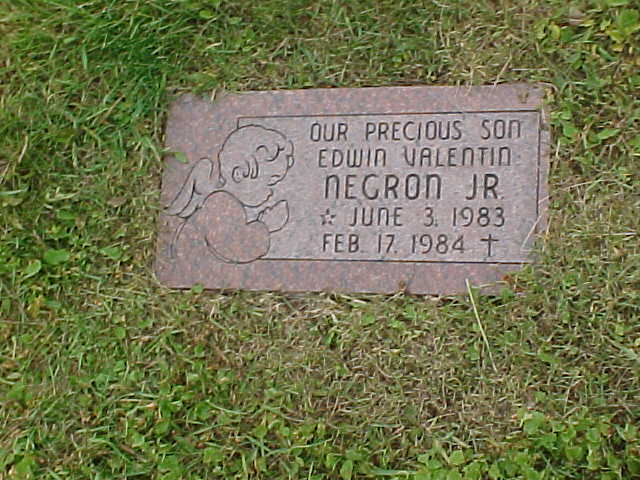 OUR PRECIOUS SON
EDWIN VALENTIN
NEGRON JR.
☆ JUNE 3, 1983
FEB. 17, 1984 ✝